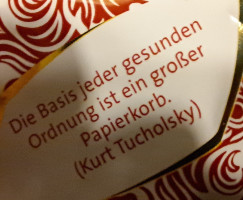 Die Basis jeder gesunden
Ordnung ist ein großer
Papierkorb.
(Kurt Tucholsky)